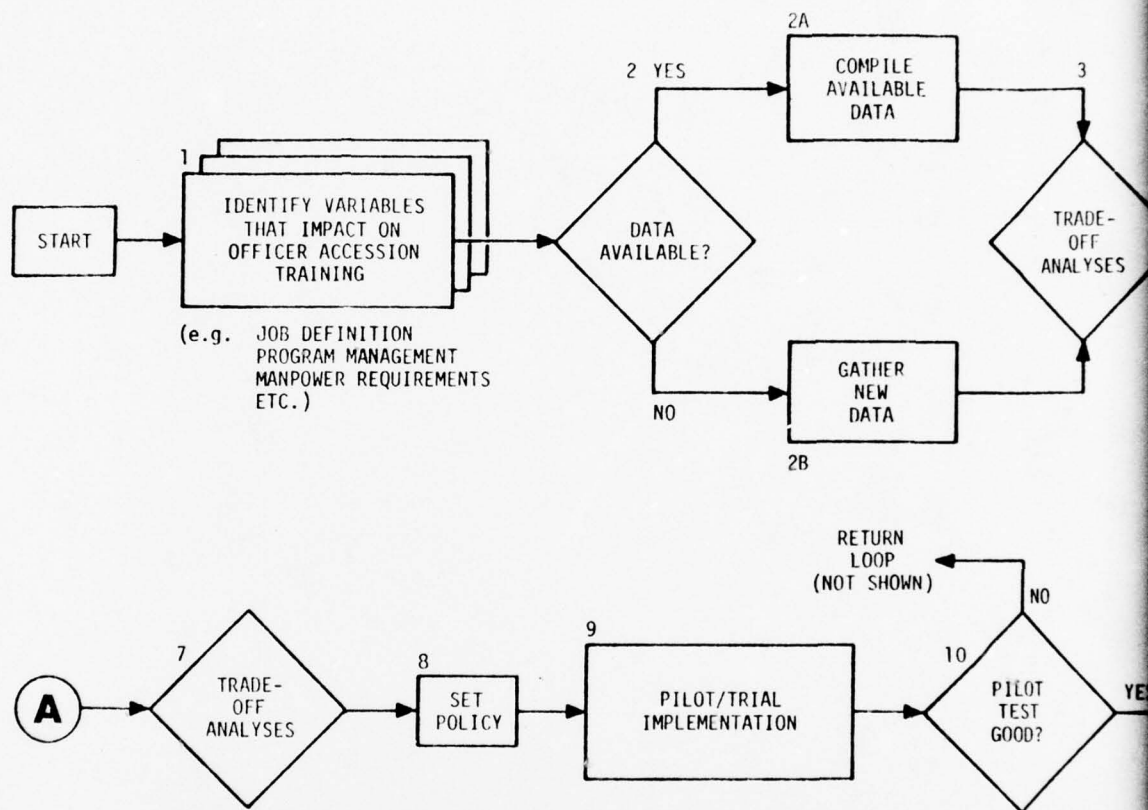 START
1
IDENTIFY VARIABLES
THAT IMPACT ON
OFFICER ACCESSION
TRAINING
(e.g. JOB DEFINITION
PROGRAM MANAGEMENT
MANPOWER REQUIREMENTS
ETC.)
2 YES
DATA
AVAILABLE?
NO
2A
COMPILE
AVAILABLE
DATA
GATHER
NEW
DATA
2B
3
TRADE-
OFF
ANALYSES
A
7
TRADE-
OFF
ANALYSES
8
SET
POLICY
9
PILOT/TRIAL
IMPLEMENTATION
RETURN
LOOP
(NOT SHOWN)
NO
10
PILOT
TEST
GOOD?
YE